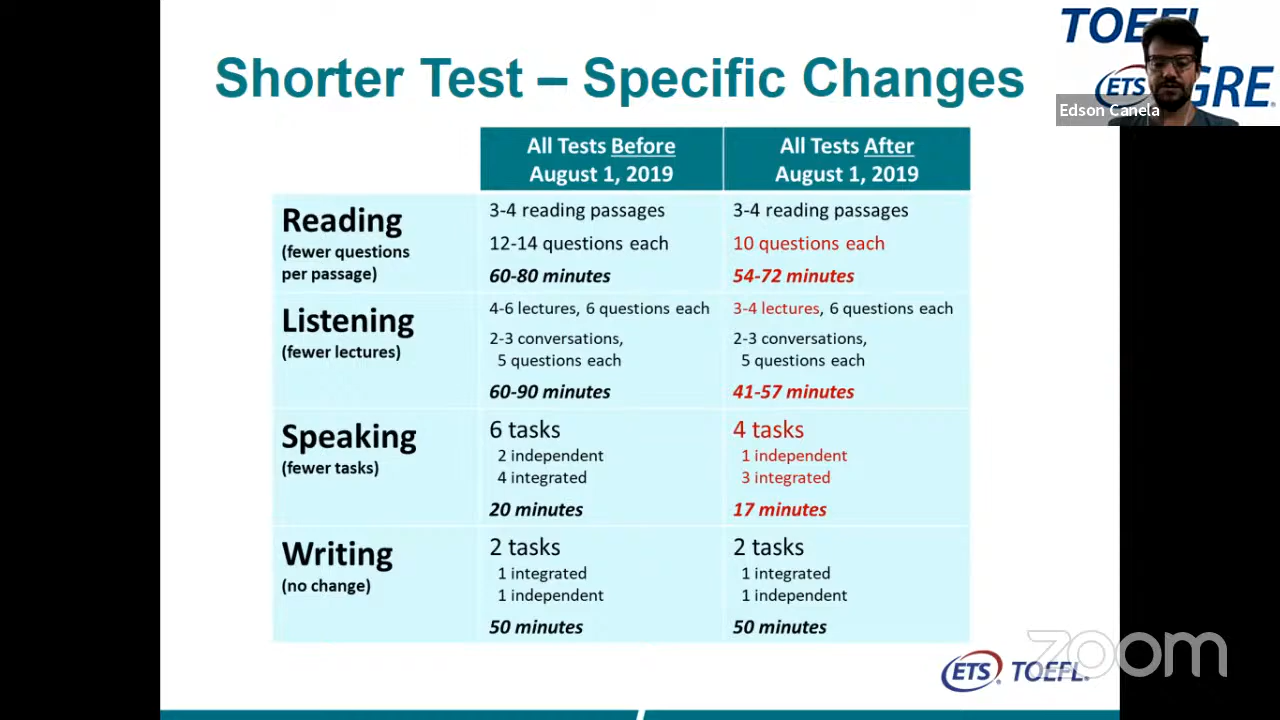 TOEFL
ETS GRE
Edson Canela
Shorter Test – Specific Changes
All Tests Before
August 1, 2019
All Tests After
August 1, 2019
Reading
(fewer questions
per passage)
3-4 reading passages
12-14 questions each
60-80 minutes
3-4 reading passages
10 questions each
54-72 minutes
Listening
(fewer lectures)
4-6 lectures, 6 questions each
2-3 conversations,
5 questions each
60-90 minutes
3-4 lectures, 6 questions each
2-3 conversations,
5 questions each
41-57 minutes
Speaking
(fewer tasks)
6 tasks
2 independent
4 integrated
20 minutes
4 tasks
1 independent
3 integrated
17 minutes
Writing
(no change)
2 tasks
1 integrated
1 independent
50 minutes
2 tasks
1 integrated
1 independent
50 minutes
zoom
ETS TOEFL